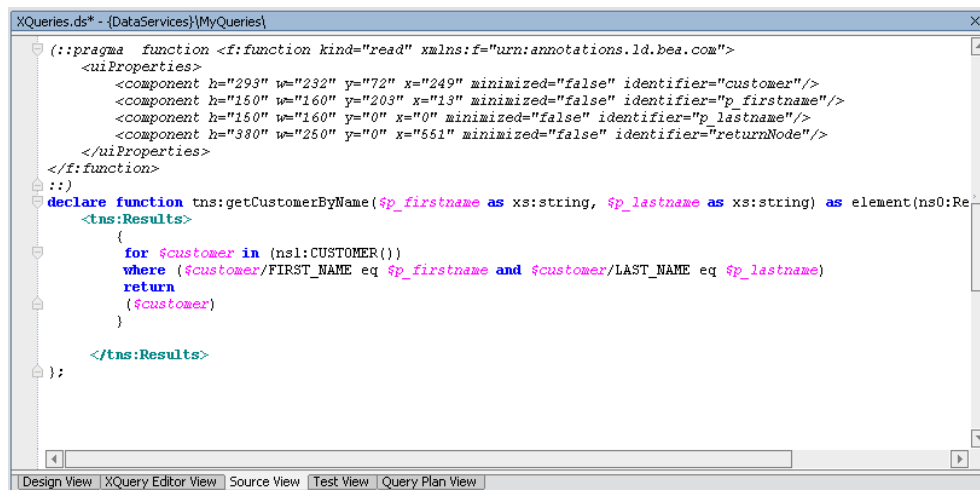 XQueries.ds* - {DataServices}\MyQueries\
(::pragma  function <f:function kind="read" xmlns:f="urn:annotations.ld.bea.com">
    <uiProperties>
        <component h="293" w="232" y="72" x="249" minimized="false" identifier="customer"/>
        <component h="150" w="160" y="203" x="13" minimized="false" identifier="p_firstname"/>
        <component h="150" w="160" y="0" x="0" minimized="false" identifier="p_lastname"/>
        <component h="380" w="250" y="0" x="551" minimized="false" identifier="returnNode"/>
    </uiProperties>
</f:function>
::)
declare function tns:getCustomerByName($p_firstname as xs:string, $p_lastname as xs:string) as element(ns0:Re
    <tns:Results>
        {
         for $customer in (ns1:CUSTOMER())
         where ($customer/FIRST_NAME eq $p_firstname and $customer/LAST_NAME eq $p_lastname)
         return
         ($customer)
        }
     </tns:Results>
};
Design View XQuery Editor View Source View Test View Query Plan View